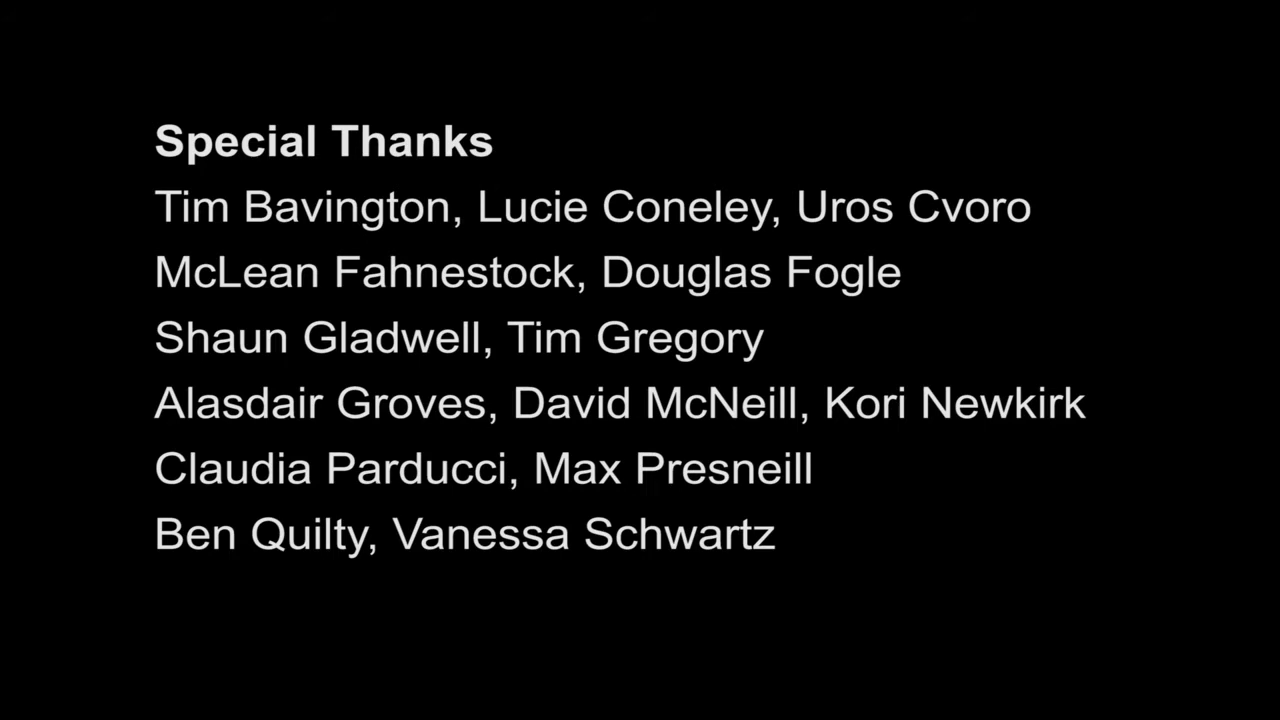 Special Thanks
Tim Bavington, Lucie Coneley, Uros Cvoro
McLean Fahnestock, Douglas Fogle
Shaun Gladwell, Tim Gregory
Alasdair Groves, David McNeill, Kori Newkirk
Claudia Parducci, Max Presneill
Ben Quilty, Vanessa Schwartz